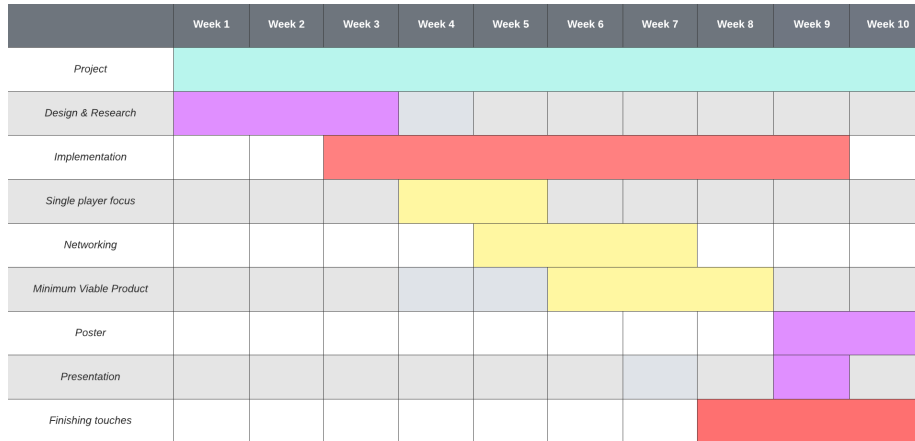 Week 1 Week 2 Week 3 Week 4 Week 5 Week 6 Week 7 Week 8 Week 9 Week 10
Project
Design & Research
Implementation
Single player focus
Networking
Minimum Viable Product
Poster
Presentation
Finishing touches